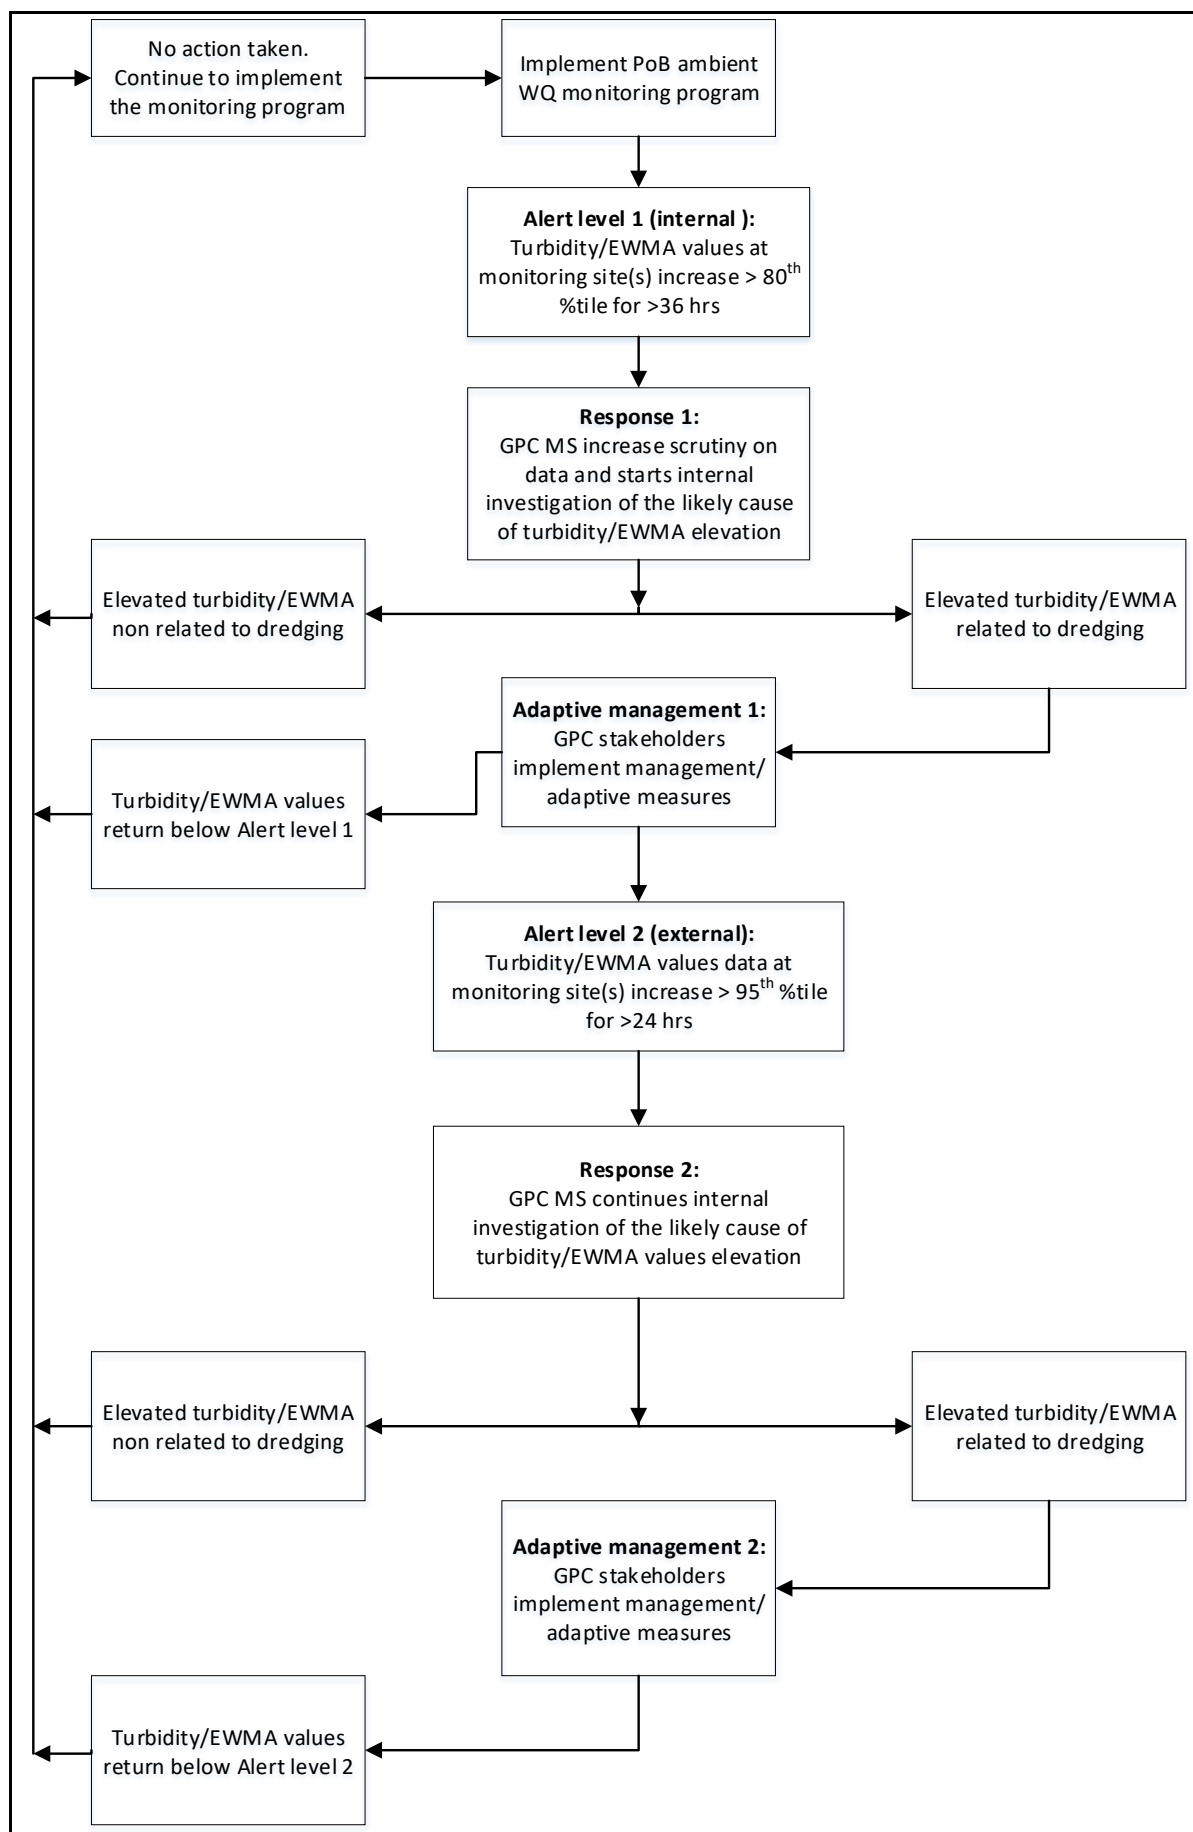 No action taken.
Continue to implement
the monitoring program
Implement PoB ambient
WQ monitoring program
Alert level 1 (internal ):
Turbidity/EWMA values at
monitoring site(s) increase > 80th
%tile for >36 hrs
Response 1:
GPC MS increase scrutiny on
data and starts internal
investigation of the likely cause
of turbidity/EWMA elevation
Elevated turbidity/EWMA
non related to dredging
Elevated turbidity/EWMA
related to dredging
Adaptive management 1:
GPC stakeholders
implement management/
adaptive measures
Turbidity/EWMA values
return below Alert level 1
Alert level 2 (external):
Turbidity/EWMA values data at
monitoring site(s) increase > 95th %tile
for >24 hrs
Response 2:
GPC MS continues internal
investigation of the likely cause of
turbidity/EWMA values elevation
Elevated turbidity/EWMA
non related to dredging
Elevated turbidity/EWMA
related to dredging
Adaptive management 2:
GPC stakeholders
implement management/
adaptive measures
Turbidity/EWMA values
return below Alert level 2